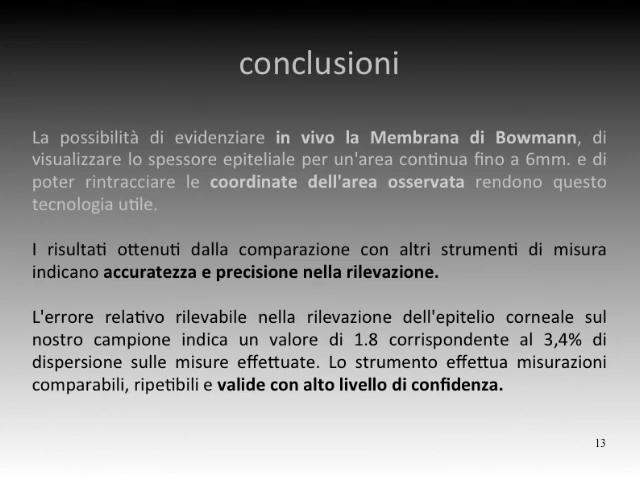 conclusioni
La possibilità di evidenziare in vivo la Membrana di Bowmann, di
visualizzare lo spessore epiteliale per un'area continua fino a 6mm. e di
poter rintracciare le coordinate dell'area osservata rendono questo
tecnologia utile.
I risultati ottenuti dalla comparazione con altri strumenti di misura
indicano accuratezza e precisione nella rilevazione.
L'errore relativo rilevabile nella rilevazione dell'epitelio corneale sul
nostro campione indica un valore di 1.8 corrispondente al 3,4% di
dispersione sulle misure effettuate. Lo strumento effettua misurazioni
comparabili, ripetibili e valide con alto livello di confidenza.
13